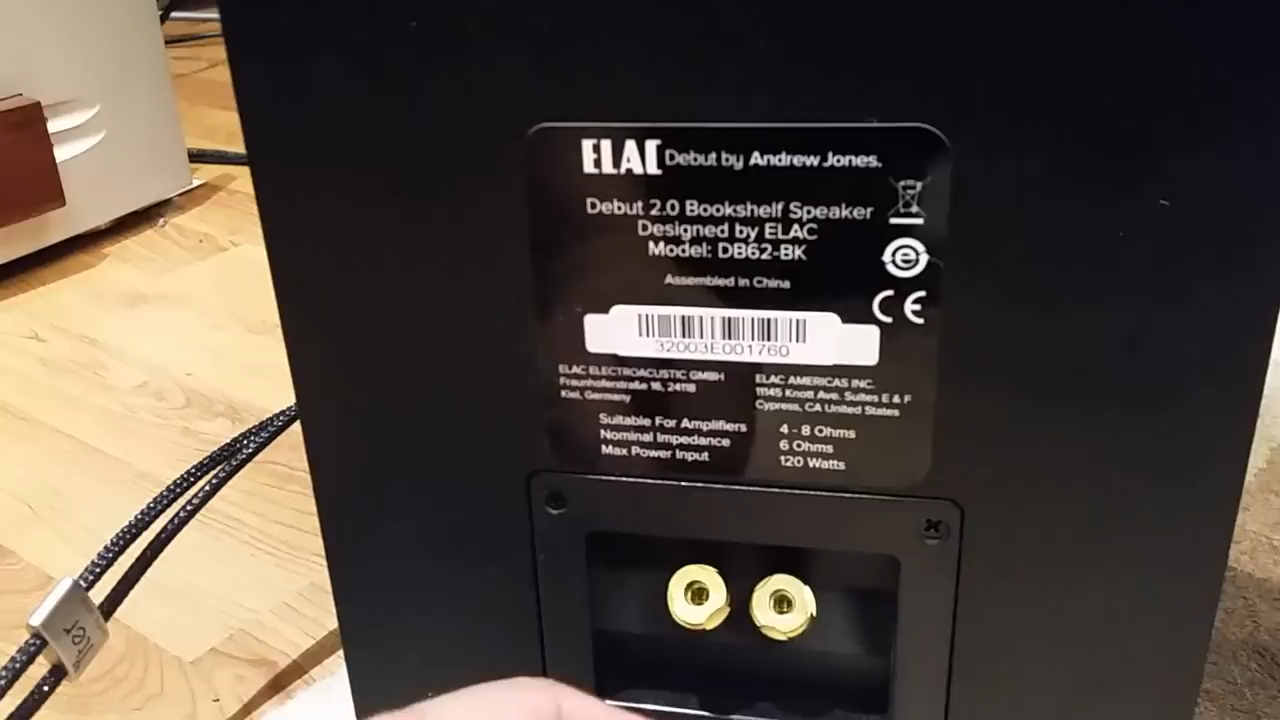 ELAC Debut by Andrew Jones.
Debut 2.0 Bookshelf Speaker
Designed by ELAC
Model: DB62-BK
Assembled in China
CE
32003E001760
ELAC ELECTROACUSTIC GMBH
Fraunhoferstraße 16, 24118
Kiel, Germany
ELAC AMERICAS INC.
11145 Knott Ave. Suites E & F
Cypress, CA United States
Suitable For Amplifiers 4 - 8 Ohms
Nominal Impedance 6 Ohms
Max Power Input 120 Watts